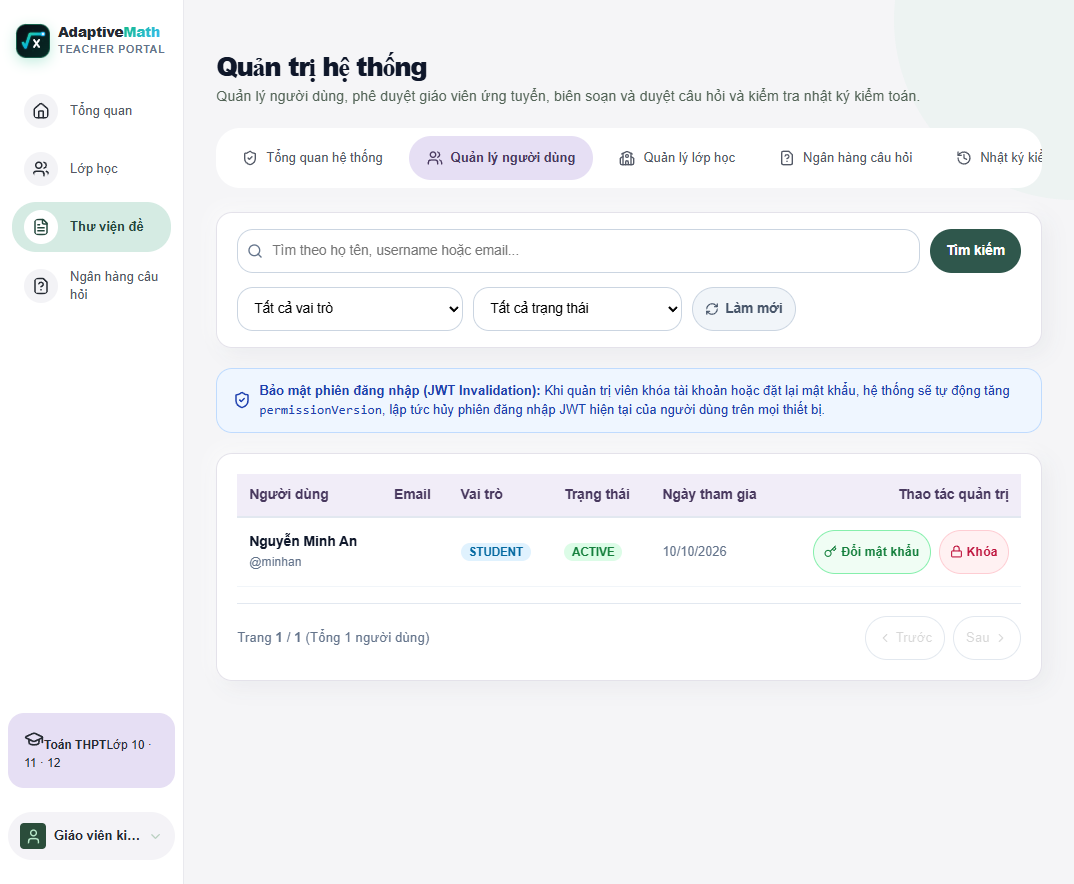 AdaptiveMath
TEACHER PORTAL
Tổng quan
Lớp học
Thư viện đề
Ngân hàng câu
hỏi
Toán THPTLớp 10 ·
11 · 12
Giáo viên ki...
Quản trị hệ thống
Quản lý người dùng, phê duyệt giáo viên ứng tuyển, biên soạn và duyệt câu hỏi và kiểm tra nhật ký kiểm toán.
Tổng quan hệ thống
Quản lý người dùng
Quản lý lớp học
Ngân hàng câu hỏi
Nhật ký kiể
Tìm theo họ tên, username hoặc email...
Tìm kiếm
Tất cả vai trò
Tất cả trạng thái
Làm mới
Bảo mật phiên đăng nhập (JWT Invalidation): Khi quản trị viên khóa tài khoản hoặc đặt lại mật khẩu, hệ thống sẽ tự động tăng
permissionVersion, lập tức hủy phiên đăng nhập JWT hiện tại của người dùng trên mọi thiết bị.
Người dùng Email Vai trò Trạng thái Ngày tham gia Thao tác quản trị
Nguyễn Minh An
@minhan
STUDENT
ACTIVE
10/10/2026
Đổi mật khẩu
Khóa
Trang 1 / 1 (Tổng 1 người dùng)
Trước
Sau